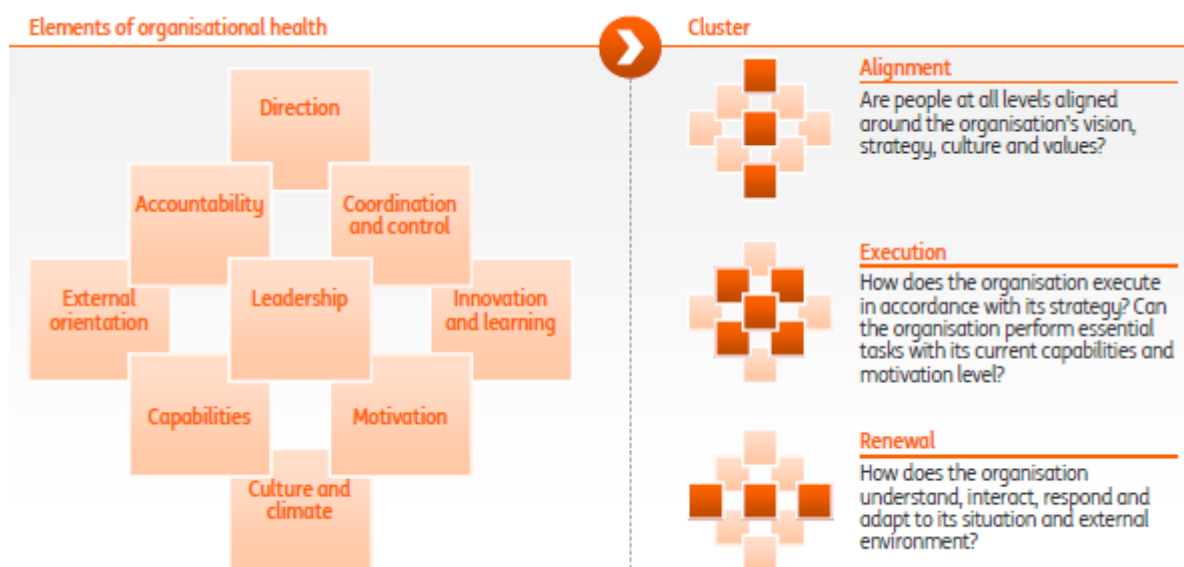 Elements of organisational health
Direction
Accountability
Coordination
and control
External
orientation
Leadership
Innovation
and learning
Capabilities
Motivation
Culture and
climate
Cluster
Alignment
Are people at all levels aligned
around the organisation's vision,
strategy, culture and values?
Execution
How does the organisation execute
in accordance with its strategy? Can
the organisation perform essential
tasks with its current capabilities and
motivation level?
Renewal
How does the organisation
understand, interact, respond and
adapt to its situation and external
environment?